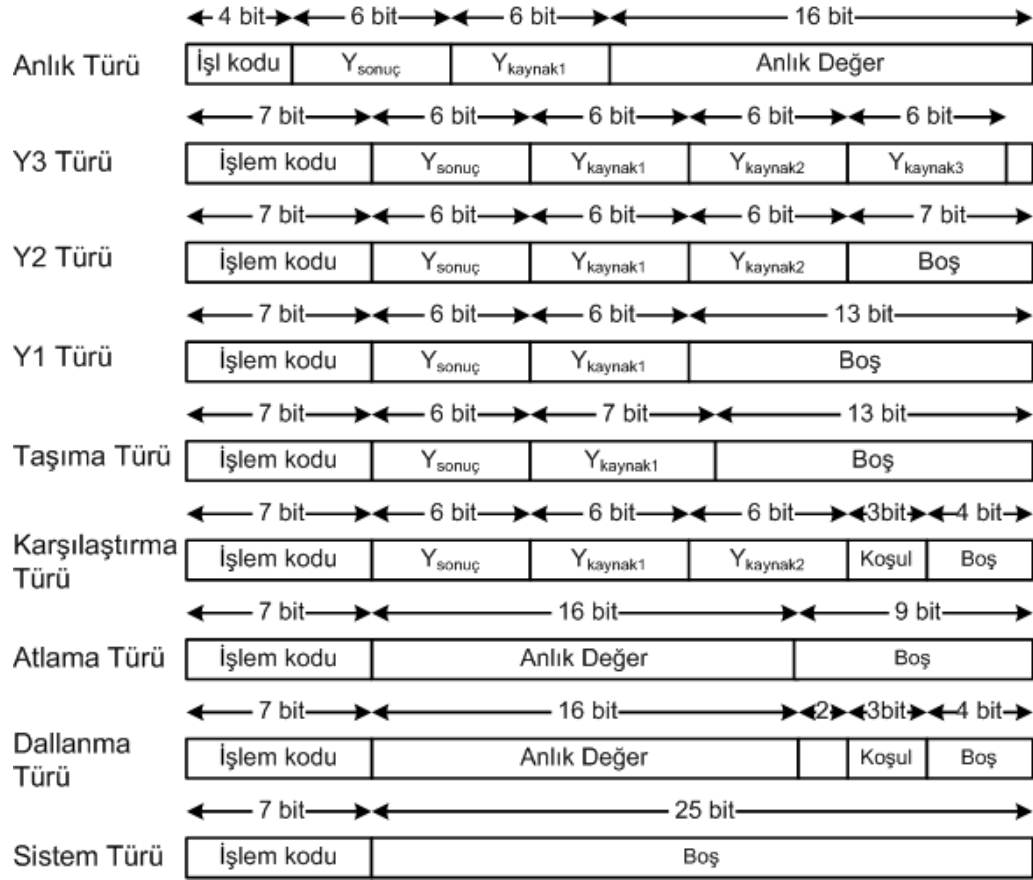 4 bit 6 bit 6 bit 16 bit
Anlık Türü İşl kodu Ysonuç Ykaynak1 Anlık Değer
7 bit 6 bit 6 bit 6 bit 6 bit
Y3 Türü İşlem kodu Ysonuç Ykaynak1 Ykaynak2 Ykaynak3
7 bit 6 bit 6 bit 6 bit 7 bit
Y2 Türü İşlem kodu Ysonuç Ykaynak1 Ykaynak2 Boş
7 bit 6 bit 6 bit 13 bit
Y1 Türü İşlem kodu Ysonuç Ykaynak1 Boş
7 bit 6 bit 7 bit 13 bit
Taşıma Türü İşlem kodu Ysonuç Ykaynak1 Boş
7 bit 6 bit 6 bit 6 bit 3bit 4 bit
Karşılaştırma Türü İşlem kodu Ysonuç Ykaynak1 Ykaynak2 Koşul Boş
7 bit 16 bit 9 bit
Atlama Türü İşlem kodu Anlık Değer Boş
7 bit 16 bit 2 3bit 4 bit
Dallanma Türü İşlem kodu Anlık Değer Koşul Boş
7 bit 25 bit
Sistem Türü İşlem kodu Boş